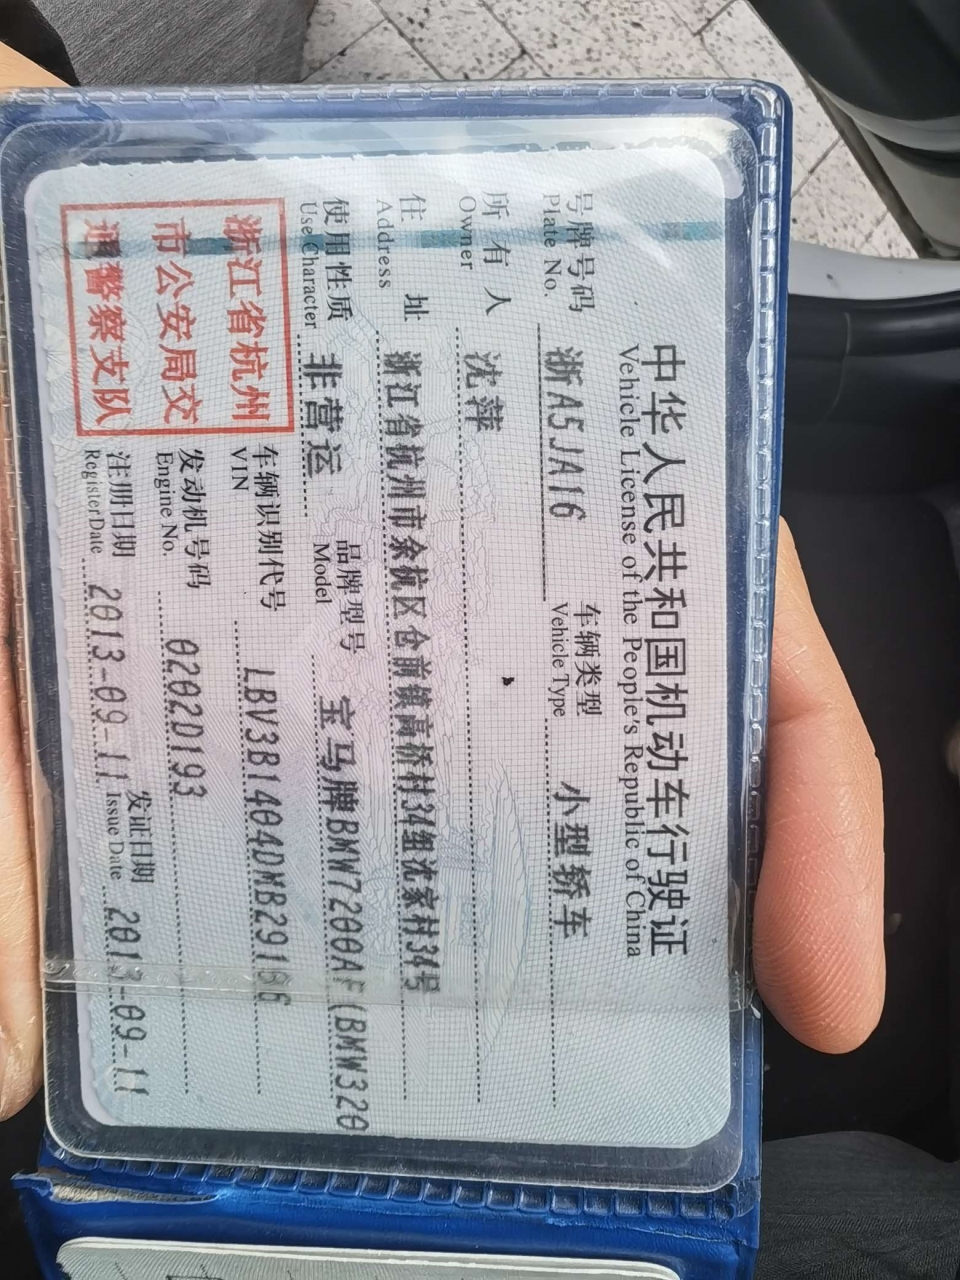 中华人民共和国机动车行驶证
Vehicle License of the People's Republic of China
号牌号码 浙A5JA16 车辆类型 小型轿车
Plate No. Vehicle Type
所有人 沈萍
Owner
住址 浙江省杭州市余杭区仓前镇高桥村34组沈家村34号
Address
使用性质 非营运 品牌型号 宝马牌BMW7200AF(BMW320
Use Character Model
浙江省杭州
市公安局交
通警察支队
车辆识别代号 LBV3B1404DMB29186
VIN
发动机号码 0202D193
Engine No.
注册日期 2013-09-11 发证日期 2013-09-11
Register Date Issue Date